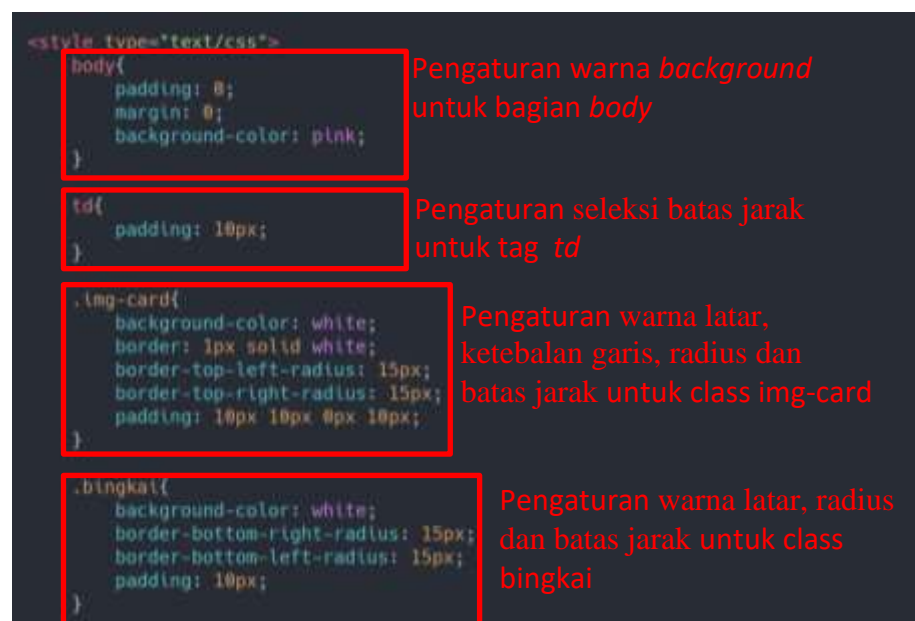 <style type="text/css">
body{
padding: 0;
margin: 0;
background-color: pink;
}
Pengaturan warna background
untuk bagian body
td{
padding: 10px;
}
Pengaturan seleksi batas jarak
untuk tag td
.img-card{
background-color: white;
border: 1px solid white;
border-top-left-radius: 15px;
border-top-right-radius: 15px;
padding: 10px 10px 0px 10px;
}
Pengaturan warna latar,
ketebalan garis, radius dan
batas jarak untuk class img-card
.bingkai{
background-color: white;
border-bottom-right-radius: 15px;
border-bottom-left-radius: 15px;
padding: 10px;
}
Pengaturan warna latar, radius
dan batas jarak untuk class
bingkai